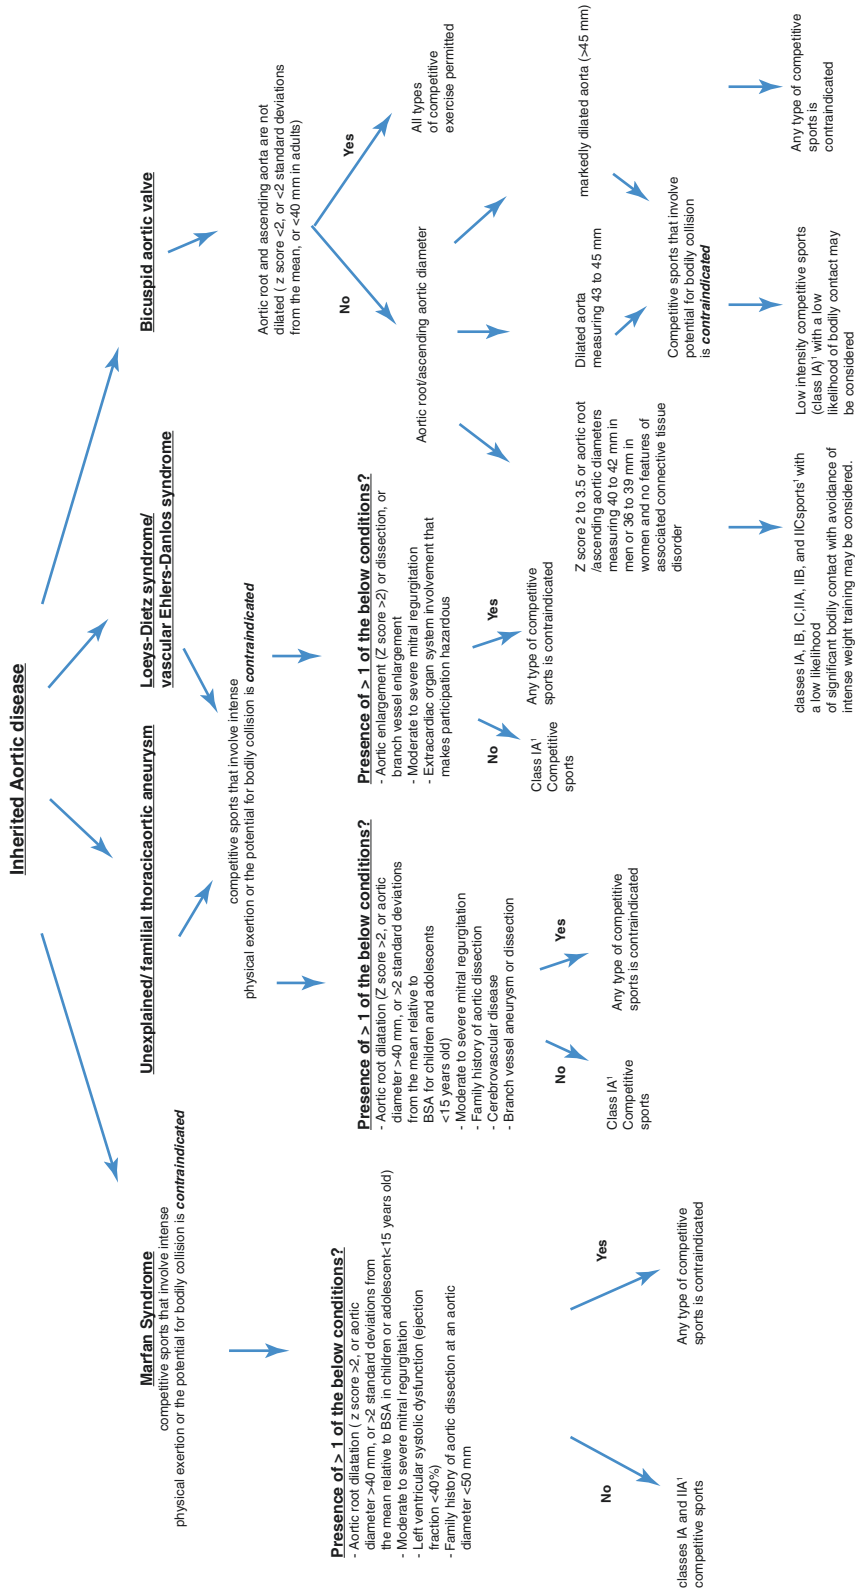 Inherited Aortic disease
Marfan Syndrome
competitive sports that involve intense
physical exertion or the potential for bodily collision is contraindicated
Presence of > 1 of the below conditions?
- Aortic root dilatation ( z score >2, or aortic
diameter >40 mm, or >2 standard deviations from
the mean relative to BSA in children or adolescent<15 years old)
- Moderate to severe mitral regurgitation
- Left ventricular systolic dysfunction (ejection
fraction <40%)
- Family history of aortic dissection at an aortic
diameter <50 mm
No
Yes
classes IA and IIA¹
competitive sports
Any type of competitive
sports is contraindicated
Unexplained/ familial thoracicaortic aneurysm
Loeys-Dietz syndrome/
vascular Ehlers-Danlos syndrome
competitive sports that involve intense
physical exertion or the potential for bodily collision is contraindicated
Presence of > 1 of the below conditions?
- Aortic root dilatation (Z score >2, or aortic
diameter >40 mm, or >2 standard deviations
from the mean relative to
BSA for children and adolescents
<15 years old)
- Moderate to severe mitral regurgitation
- Family history of aortic dissection
- Cerebrovascular disease
- Branch vessel aneurysm or dissection
No
Yes
Class IA¹
Competitive
sports
Any type of competitive
sports is contraindicated
Presence of > 1 of the below conditions?
- Aortic enlargement (Z score >2) or dissection, or
branch vessel enlargement
- Moderate to severe mitral regurgitation
- Extracardiac organ system involvement that
makes participation hazardous
No
Yes
Class IA¹
Competitive
sports
Any type of competitive
sports is contraindicated
Bicuspid aortic valve
Aortic root and ascending aorta are not
dilated ( z score <2, or <2 standard deviations
from the mean, or <40 mm in adults)
No
Yes
Aortic root/ascending aortic diameter
All types
of competitive
exercise permitted
Z score 2 to 3.5 or aortic root
/ascending aortic diameters
measuring 40 to 42 mm in
men or 36 to 39 mm in
women and no features of
associated connective tissue
disorder
Dilated aorta
measuring 43 to 45 mm
markedly dilated aorta (>45 mm)
Competitive sports that involve
potential for bodily collision
is contraindicated
classes IA, IB, IC,IIA, IIB, and IICsports¹ with
a low likelihood
of significant bodily contact with avoidance of
intense weight training may be considered.
Low intensity competitive sports
(class IA)¹ with a low
likelihood of bodily contact may
be considered
Any type of competitive
sports is
contraindicated